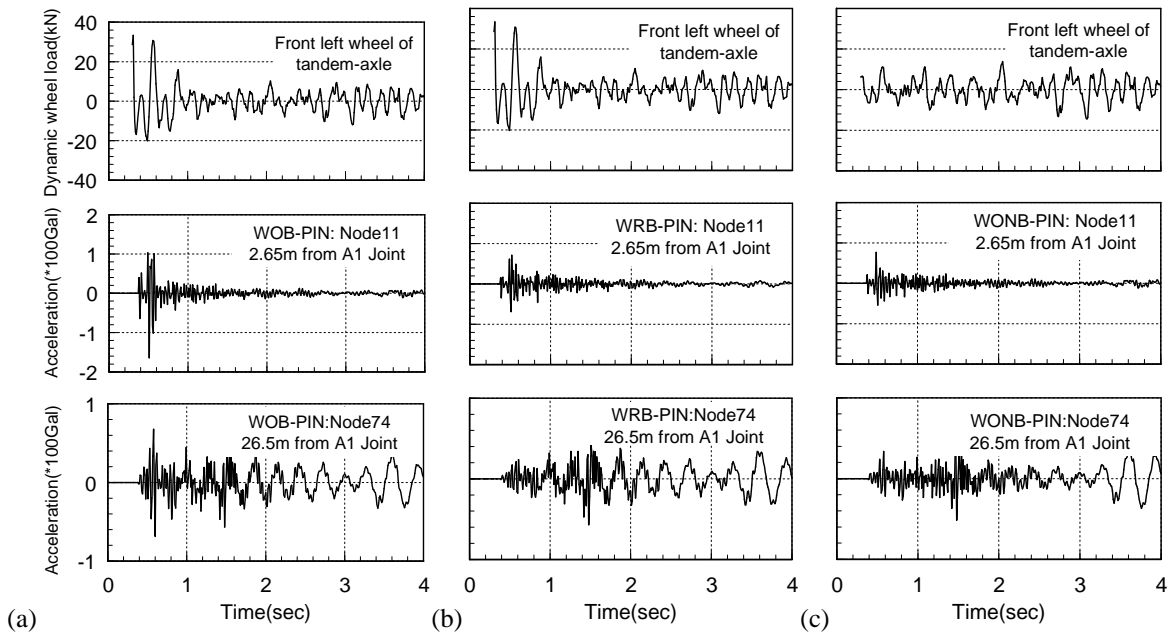 Dynamic wheel load(kN)
40
20
0
-20
-40
Front left wheel of
tandem-axle
Front left wheel of
tandem-axle
Front left wheel of
tandem-axle
Acceleration(*100Gal)
2
1
0
-1
-2
WOB-PIN: Node11
2.65m from A1 Joint
WRB-PIN: Node11
2.65m from A1 Joint
WONB-PIN: Node11
2.65m from A1 Joint
Acceleration(*100Gal)
1
0
-1
WOB-PIN:Node74
26.5m from A1 Joint
WRB-PIN:Node74
26.5m from A1 Joint
WONB-PIN:Node74
26.5m from A1 Joint
0 1 2 3 4
0 1 2 3 4
0 1 2 3 4
(a) Time(sec)
(b) Time(sec)
(c) Time(sec)